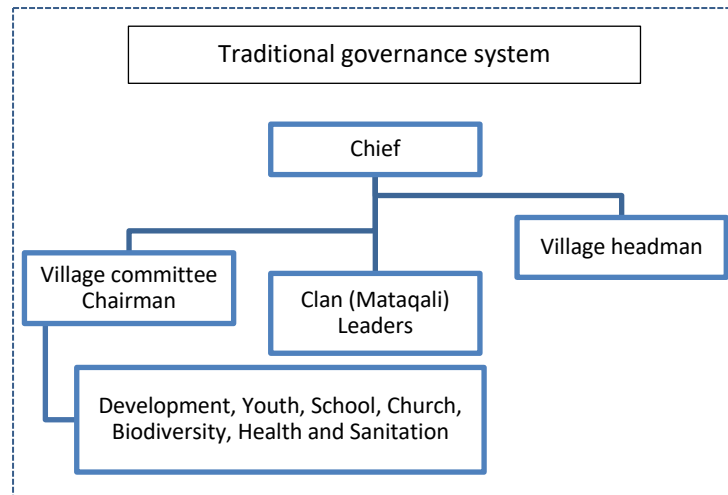 Traditional governance system
Chief
Village headman
Village committee
Chairman
Clan (Mataqali)
Leaders
Development, Youth, School, Church,
Biodiversity, Health and Sanitation